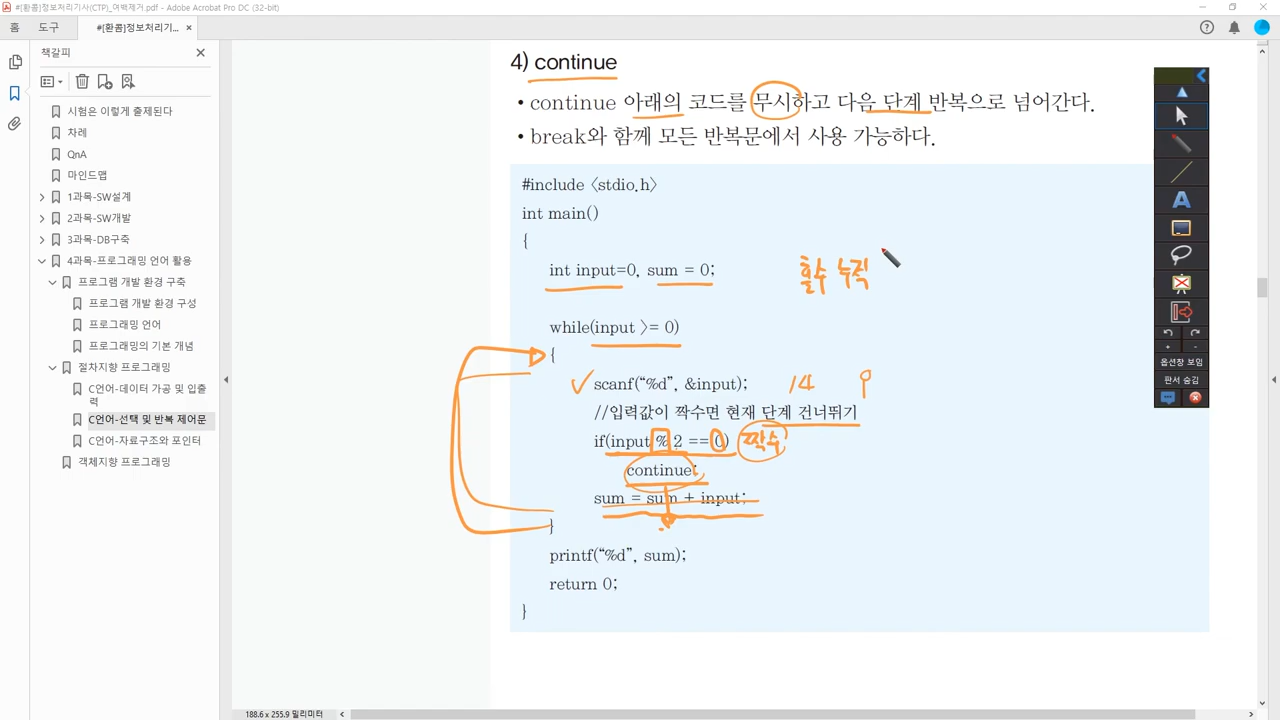 #[환콤]정보처리기사(CTP)_여백제거.pdf - Adobe Acrobat Pro DC (32-bit)
홈 도구 #[환콤]정보처리기... ×
책갈피
시험은 이렇게 출제된다
차례
QnA
마인드맵
1과목-SW설계
2과목-SW개발
3과목-DB구축
4과목-프로그래밍 언어 활용
프로그램 개발 환경 구축
프로그램 개발 환경 구성
프로그래밍 언어
프로그래밍의 기본 개념
절차지향 프로그래밍
C언어-데이터 가공 및 입출
력
C언어-선택 및 반복 제어문
C언어-자료구조와 포인터
객체지향 프로그래밍
4) continue
• continue 아래의 코드를 무시하고 다음 단계 반복으로 넘어간다.
• break와 함께 모든 반복문에서 사용 가능하다.
#include 〈stdio.h〉
int main()
{
int input=0, sum = 0;
홀수 누적
while(input 〉= 0)
{
scanf(“%d”, &input); 14 9
//입력값이 짝수면 현재 단계 건너뛰기
if(input % 2 == 0) 짝수
continue;
sum = sum + input;
}
printf(“%d”, sum);
return 0;
}
옵션창 보임
판서 숨김
188.6 x 255.9 밀리미터